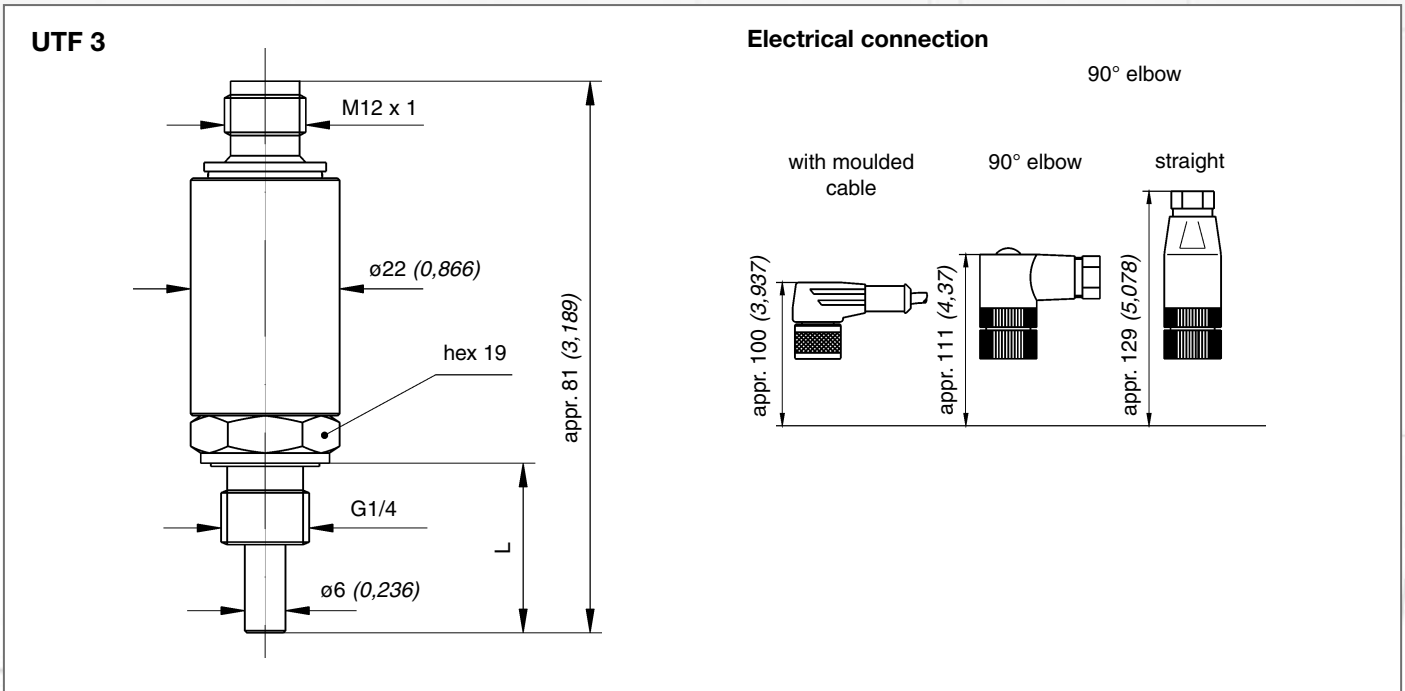 UTF 3
M12 x 1
ø22 (0,866)
hex 19
G1/4
ø6 (0,236)
L
appr. 81 (3,189)
Electrical connection
90° elbow
with moulded
cable
90° elbow
straight
appr. 100 (3,937)
appr. 111 (4,37)
appr. 129 (5,078)